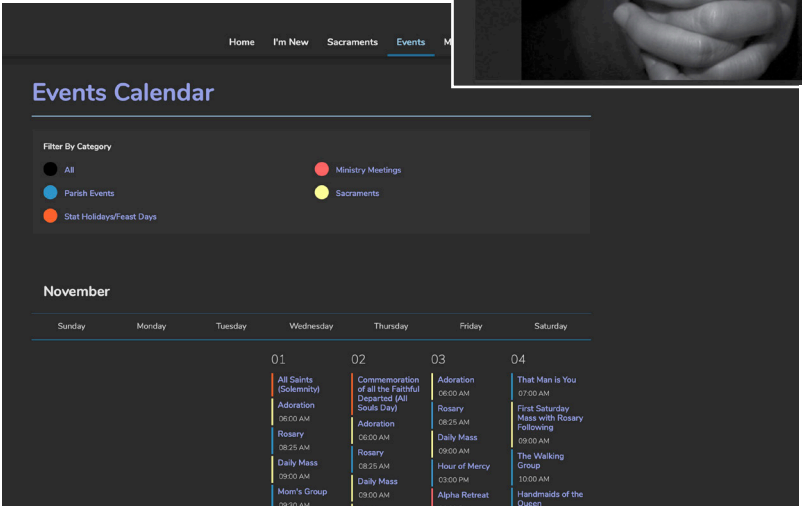 Home I'm New Sacraments Events M
Events Calendar
Filter By Category
All
Ministry Meetings
Parish Events
Sacraments
Stat Holidays/Feast Days
November
Sunday Monday Tuesday Wednesday Thursday Friday Saturday
01
All Saints
(Solemnity)
Adoration
06:00 AM
Rosary
08:25 AM
Daily Mass
09:00 AM
Mom's Group
09:30 AM
02
Commemoration
of all the Faithful
Departed (All
Souls Day)
Adoration
06:00 AM
Rosary
08:25 AM
Daily Mass
09:00 AM
03
Adoration
06:00 AM
Rosary
08:25 AM
Daily Mass
09:00 AM
Hour of Mercy
03:00 PM
Alpha Retreat
04
That Man is You
07:00 AM
First Saturday
Mass with Rosary
Following
09:00 AM
The Walking
Group
10:00 AM
Handmaids of the
Queen